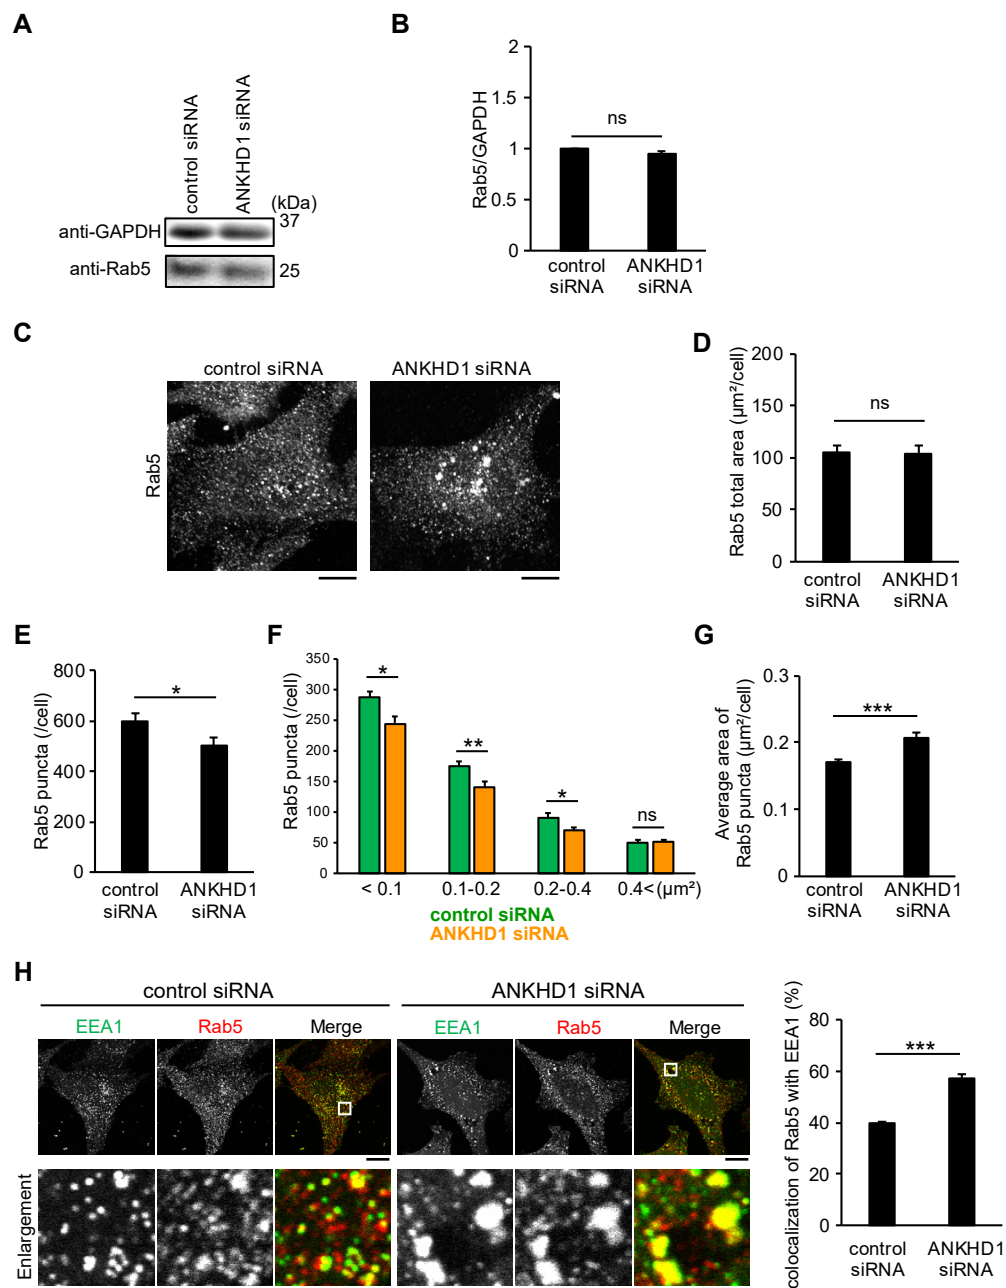 A
control siRNA
ANKHD1 siRNA
(kDa)
anti-GAPDH
37
anti-Rab5
25
B
Rab5/GAPDH
2
1.5
1
0.5
0
ns
control
siRNA
ANKHD1
siRNA
C
control siRNA
ANKHD1 siRNA
Rab5
D
Rab5 total area (µm²/cell)
200
150
100
50
0
ns
control
siRNA
ANKHD1
siRNA
E
Rab5 puncta (/cell)
800
600
400
200
0
*
control
siRNA
ANKHD1
siRNA
F
Rab5 puncta (/cell)
350
300
250
200
150
100
50
0
*
**
*
ns
< 0.1
0.1-0.2
0.2-0.4
0.4< (µm²)
control siRNA
ANKHD1 siRNA
G
Average area of
Rab5 puncta (µm²/cell)
0.3
0.2
0.1
0
***
control
siRNA
ANKHD1
siRNA
H
control siRNA
ANKHD1 siRNA
EEA1
Rab5
Merge
EEA1
Rab5
Merge
Enlargement
colocalization of Rab5 with EEA1 (%)
80
60
40
20
0
***
control
siRNA
ANKHD1
siRNA